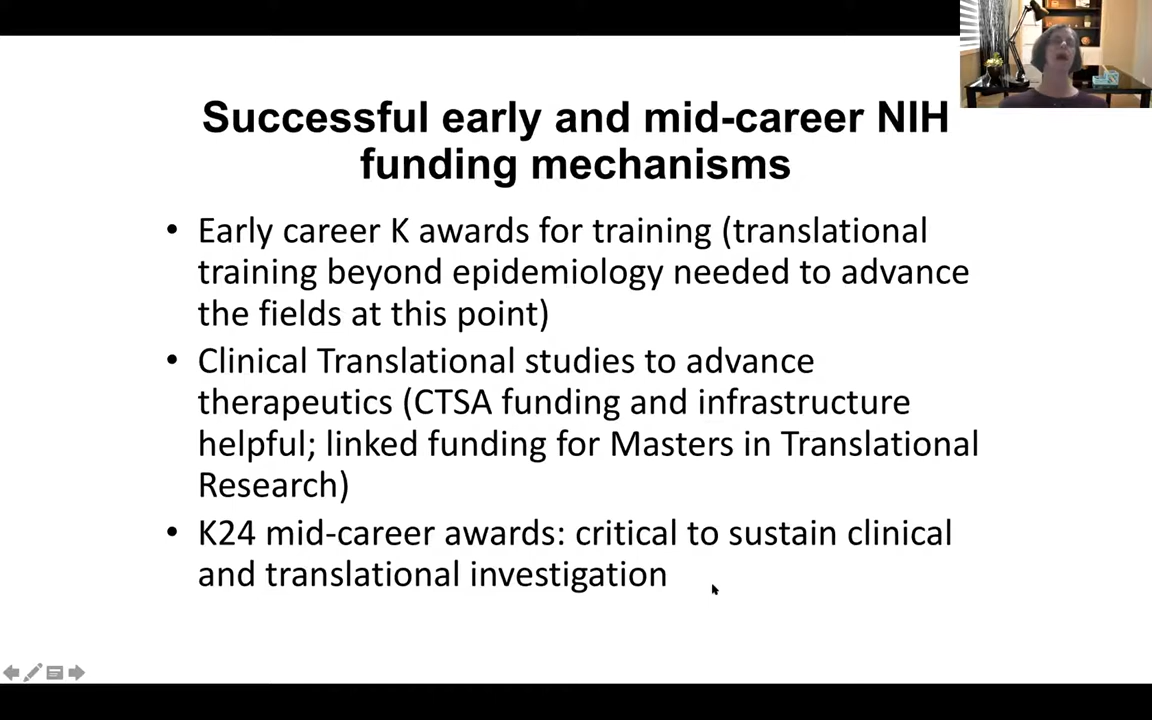 Successful early and mid-career NIH
funding mechanisms
• Early career K awards for training (translational
training beyond epidemiology needed to advance
the fields at this point)
• Clinical Translational studies to advance
therapeutics (CTSA funding and infrastructure
helpful; linked funding for Masters in Translational
Research)
• K24 mid-career awards: critical to sustain clinical
and translational investigation